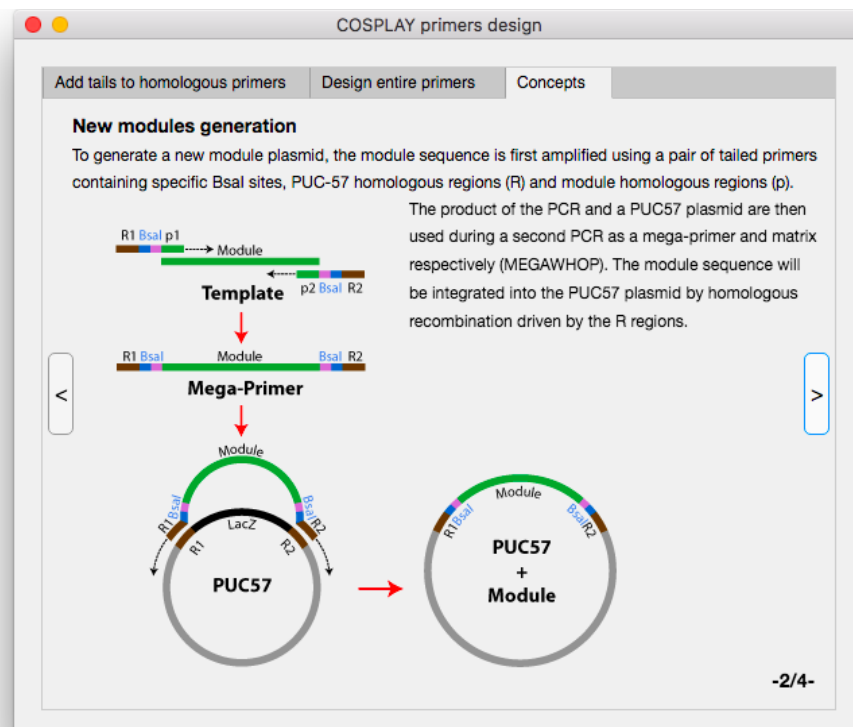 COSPLAY primers design
Add tails to homologous primers
Design entire primers
Concepts
New modules generation
To generate a new module plasmid, the module sequence is first amplified using a pair of tailed primers
containing specific BsaI sites, PUC-57 homologous regions (R) and module homologous regions (p).
The product of the PCR and a PUC57 plasmid are then
used during a second PCR as a mega-primer and matrix
respectively (MEGAWHOP). The module sequence will
be integrated into the PUC57 plasmid by homologous
recombination driven by the R regions.
R1 BsaI p1
Module
Template
p2 BsaI R2
R1 BsaI
Module
BsaI R2
Mega-Primer
<
>
Module
R1 BsaI
BsaI R2
LacZ
R1
R2
PUC57
Module
R1 BsaI
BsaI R2
PUC57
+
Module
-2/4-